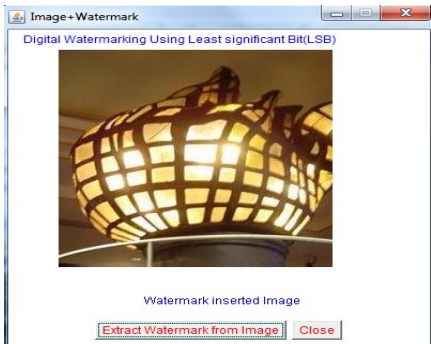 Image+Watermark
Digital Watermarking Using Least significant Bit(LSB)
Watermark inserted Image
Extract Watermark from Image Close